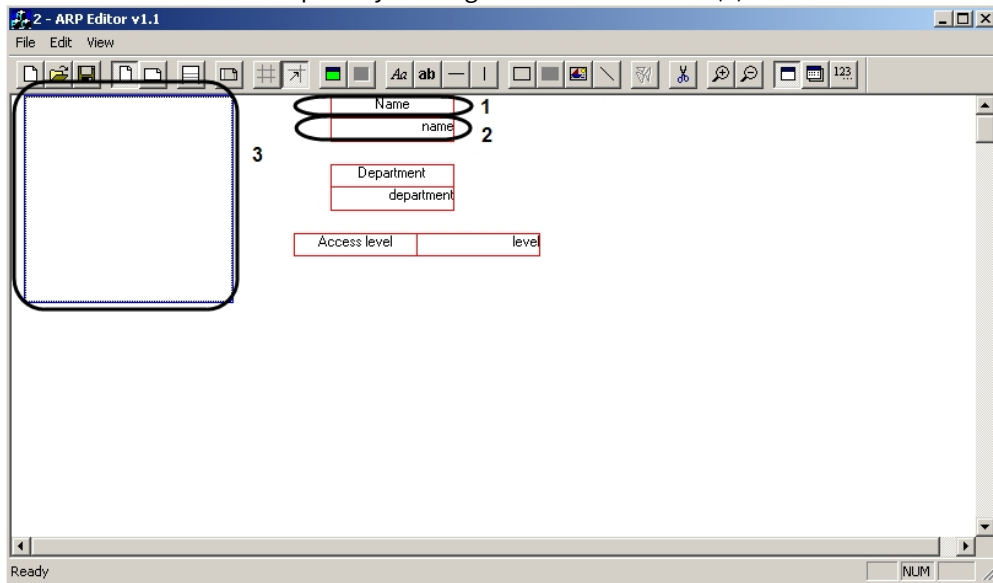 2 - ARP Editor v1.1
File Edit View
Aa ab 123
Name 1
name 2
3
Department
department
Access level level
Ready NUM